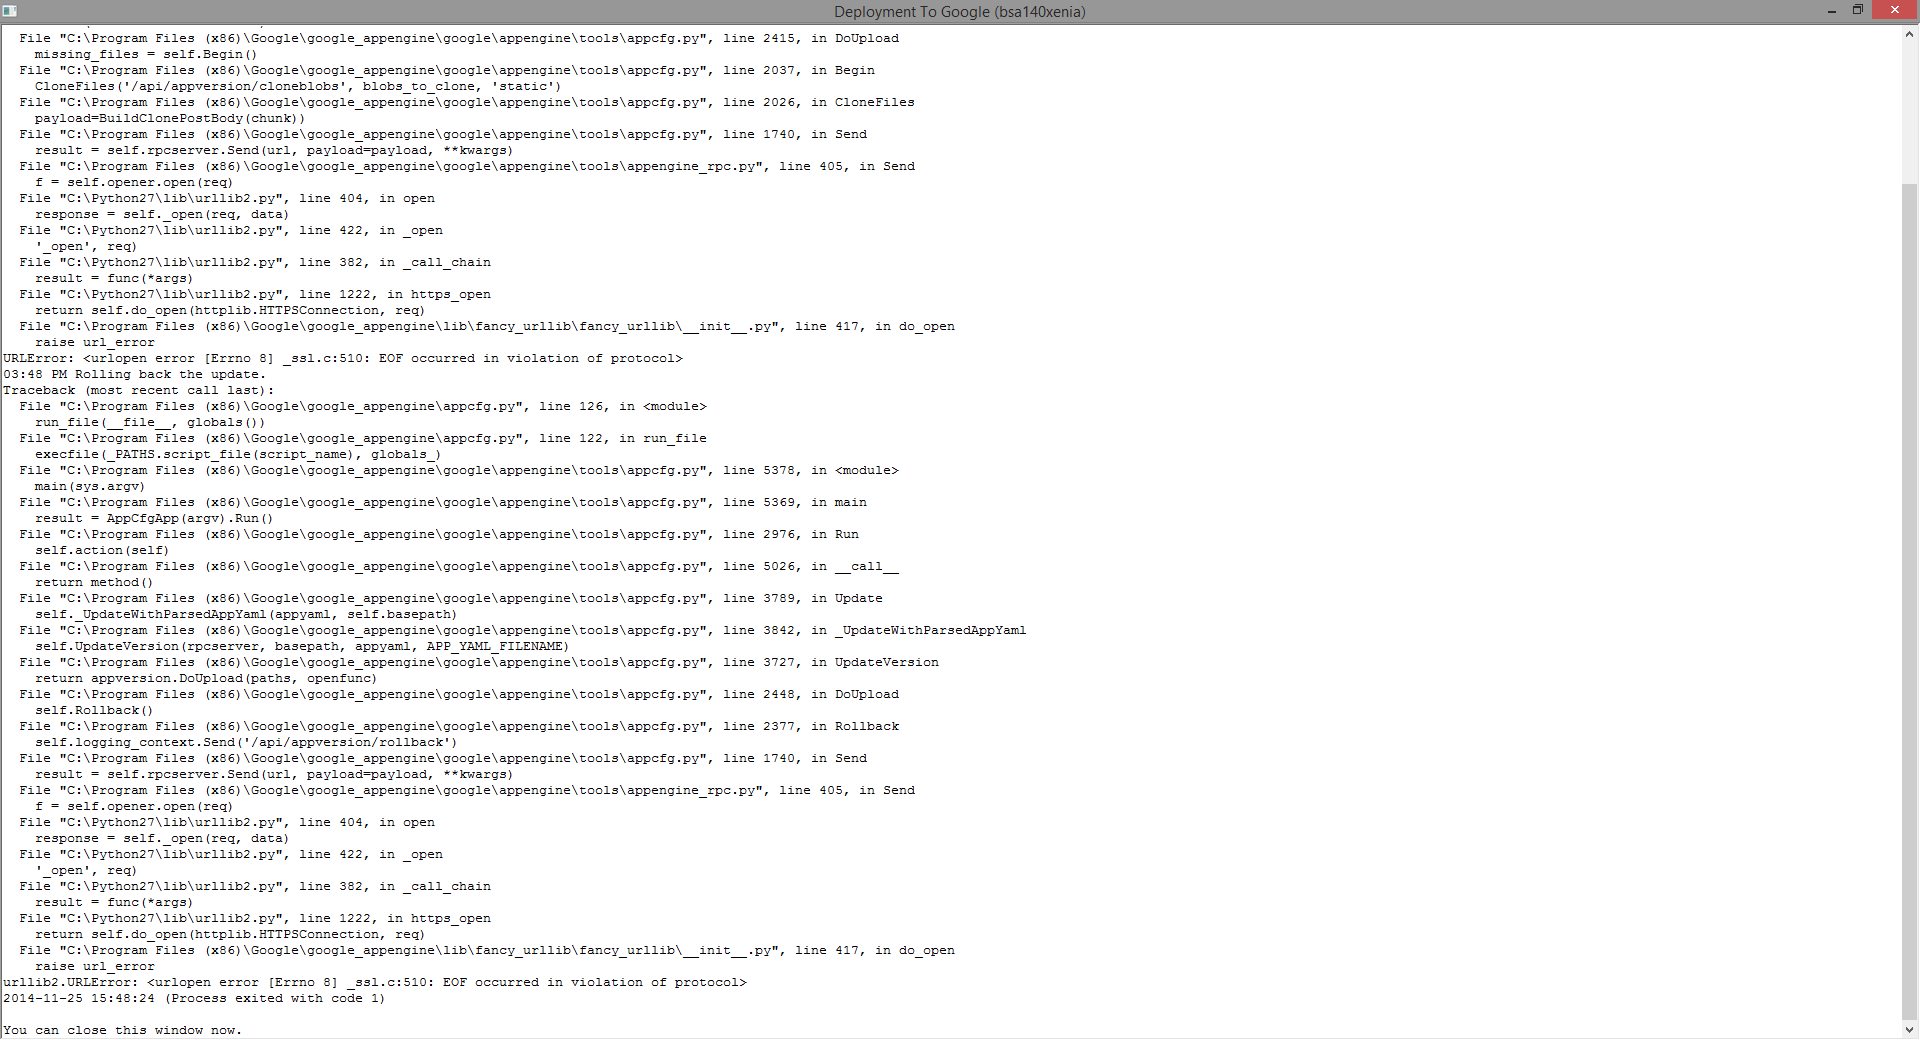 Deployment To Google (bsa140xenia)
  File "C:\Program Files (x86)\Google\google_appengine\google\appengine\tools\appcfg.py", line 2415, in DoUpload
    missing_files = self.Begin()
  File "C:\Program Files (x86)\Google\google_appengine\google\appengine\tools\appcfg.py", line 2037, in Begin
    CloneFiles('/api/appversion/cloneblobs', blobs_to_clone, 'static')
  File "C:\Program Files (x86)\Google\google_appengine\google\appengine\tools\appcfg.py", line 2026, in CloneFiles
    payload=BuildClonePostBody(chunk))
  File "C:\Program Files (x86)\Google\google_appengine\google\appengine\tools\appcfg.py", line 1740, in Send
    result = self.rpcserver.Send(url, payload=payload, **kwargs)
  File "C:\Program Files (x86)\Google\google_appengine\google\appengine\tools\appengine_rpc.py", line 405, in Send
    f = self.opener.open(req)
  File "C:\Python27\lib\urllib2.py", line 404, in open
    response = self._open(req, data)
  File "C:\Python27\lib\urllib2.py", line 422, in _open
    '_open', req)
  File "C:\Python27\lib\urllib2.py", line 382, in _call_chain
    result = func(*args)
  File "C:\Python27\lib\urllib2.py", line 1222, in https_open
    return self.do_open(httplib.HTTPSConnection, req)
  File "C:\Program Files (x86)\Google\google_appengine\lib\fancy_urllib\fancy_urllib\__init__.py", line 417, in do_open
    raise url_error
URLError: <urlopen error [Errno 8] _ssl.c:510: EOF occurred in violation of protocol>
03:48 PM Rolling back the update.
Traceback (most recent call last):
  File "C:\Program Files (x86)\Google\google_appengine\appcfg.py", line 126, in <module>
    run_file(__file__, globals())
  File "C:\Program Files (x86)\Google\google_appengine\appcfg.py", line 122, in run_file
    execfile(_PATHS.script_file(script_name), globals_)
  File "C:\Program Files (x86)\Google\google_appengine\google\appengine\tools\appcfg.py", line 5378, in <module>
    main(sys.argv)
  File "C:\Program Files (x86)\Google\google_appengine\google\appengine\tools\appcfg.py", line 5369, in main
    result = AppCfgApp(argv).Run()
  File "C:\Program Files (x86)\Google\google_appengine\google\appengine\tools\appcfg.py", line 2976, in Run
    self.action(self)
  File "C:\Program Files (x86)\Google\google_appengine\google\appengine\tools\appcfg.py", line 5026, in __call__
    return method()
  File "C:\Program Files (x86)\Google\google_appengine\google\appengine\tools\appcfg.py", line 3789, in Update
    self._UpdateWithParsedAppYaml(appyaml, self.basepath)
  File "C:\Program Files (x86)\Google\google_appengine\google\appengine\tools\appcfg.py", line 3842, in _UpdateWithParsedAppYaml
    self.UpdateVersion(rpcserver, basepath, appyaml, APP_YAML_FILENAME)
  File "C:\Program Files (x86)\Google\google_appengine\google\appengine\tools\appcfg.py", line 3727, in UpdateVersion
    return appversion.DoUpload(paths, openfunc)
  File "C:\Program Files (x86)\Google\google_appengine\google\appengine\tools\appcfg.py", line 2448, in DoUpload
    self.Rollback()
  File "C:\Program Files (x86)\Google\google_appengine\google\appengine\tools\appcfg.py", line 2377, in Rollback
    self.logging_context.Send('/api/appversion/rollback')
  File "C:\Program Files (x86)\Google\google_appengine\google\appengine\tools\appcfg.py", line 1740, in Send
    result = self.rpcserver.Send(url, payload=payload, **kwargs)
  File "C:\Program Files (x86)\Google\google_appengine\google\appengine\tools\appengine_rpc.py", line 405, in Send
    f = self.opener.open(req)
  File "C:\Python27\lib\urllib2.py", line 404, in open
    response = self._open(req, data)
  File "C:\Python27\lib\urllib2.py", line 422, in _open
    '_open', req)
  File "C:\Python27\lib\urllib2.py", line 382, in _call_chain
    result = func(*args)
  File "C:\Python27\lib\urllib2.py", line 1222, in https_open
    return self.do_open(httplib.HTTPSConnection, req)
  File "C:\Program Files (x86)\Google\google_appengine\lib\fancy_urllib\fancy_urllib\__init__.py", line 417, in do_open
    raise url_error
urllib2.URLError: <urlopen error [Errno 8] _ssl.c:510: EOF occurred in violation of protocol>
2014-11-25 15:48:24 (Process exited with code 1)
You can close this window now.